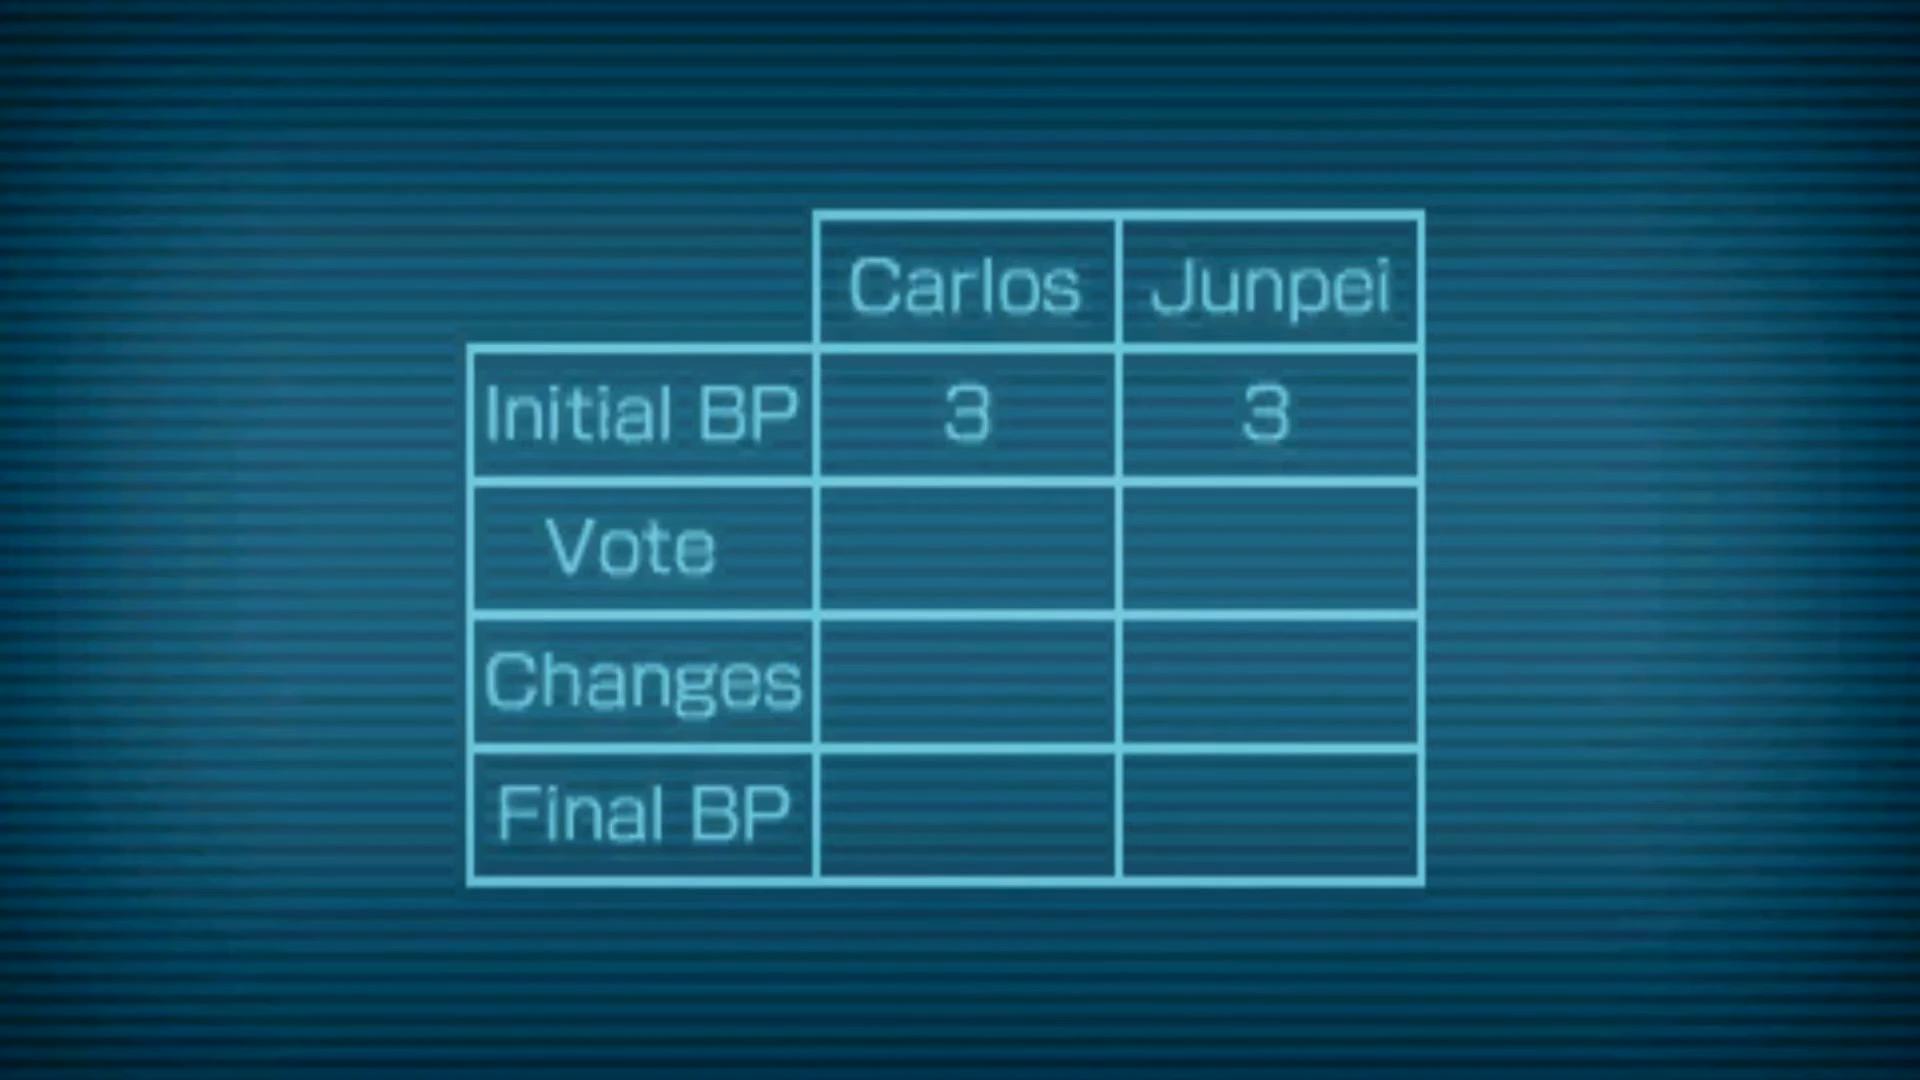 Carlos Junpei
Initial BP 3 3
Vote
Changes
Final BP